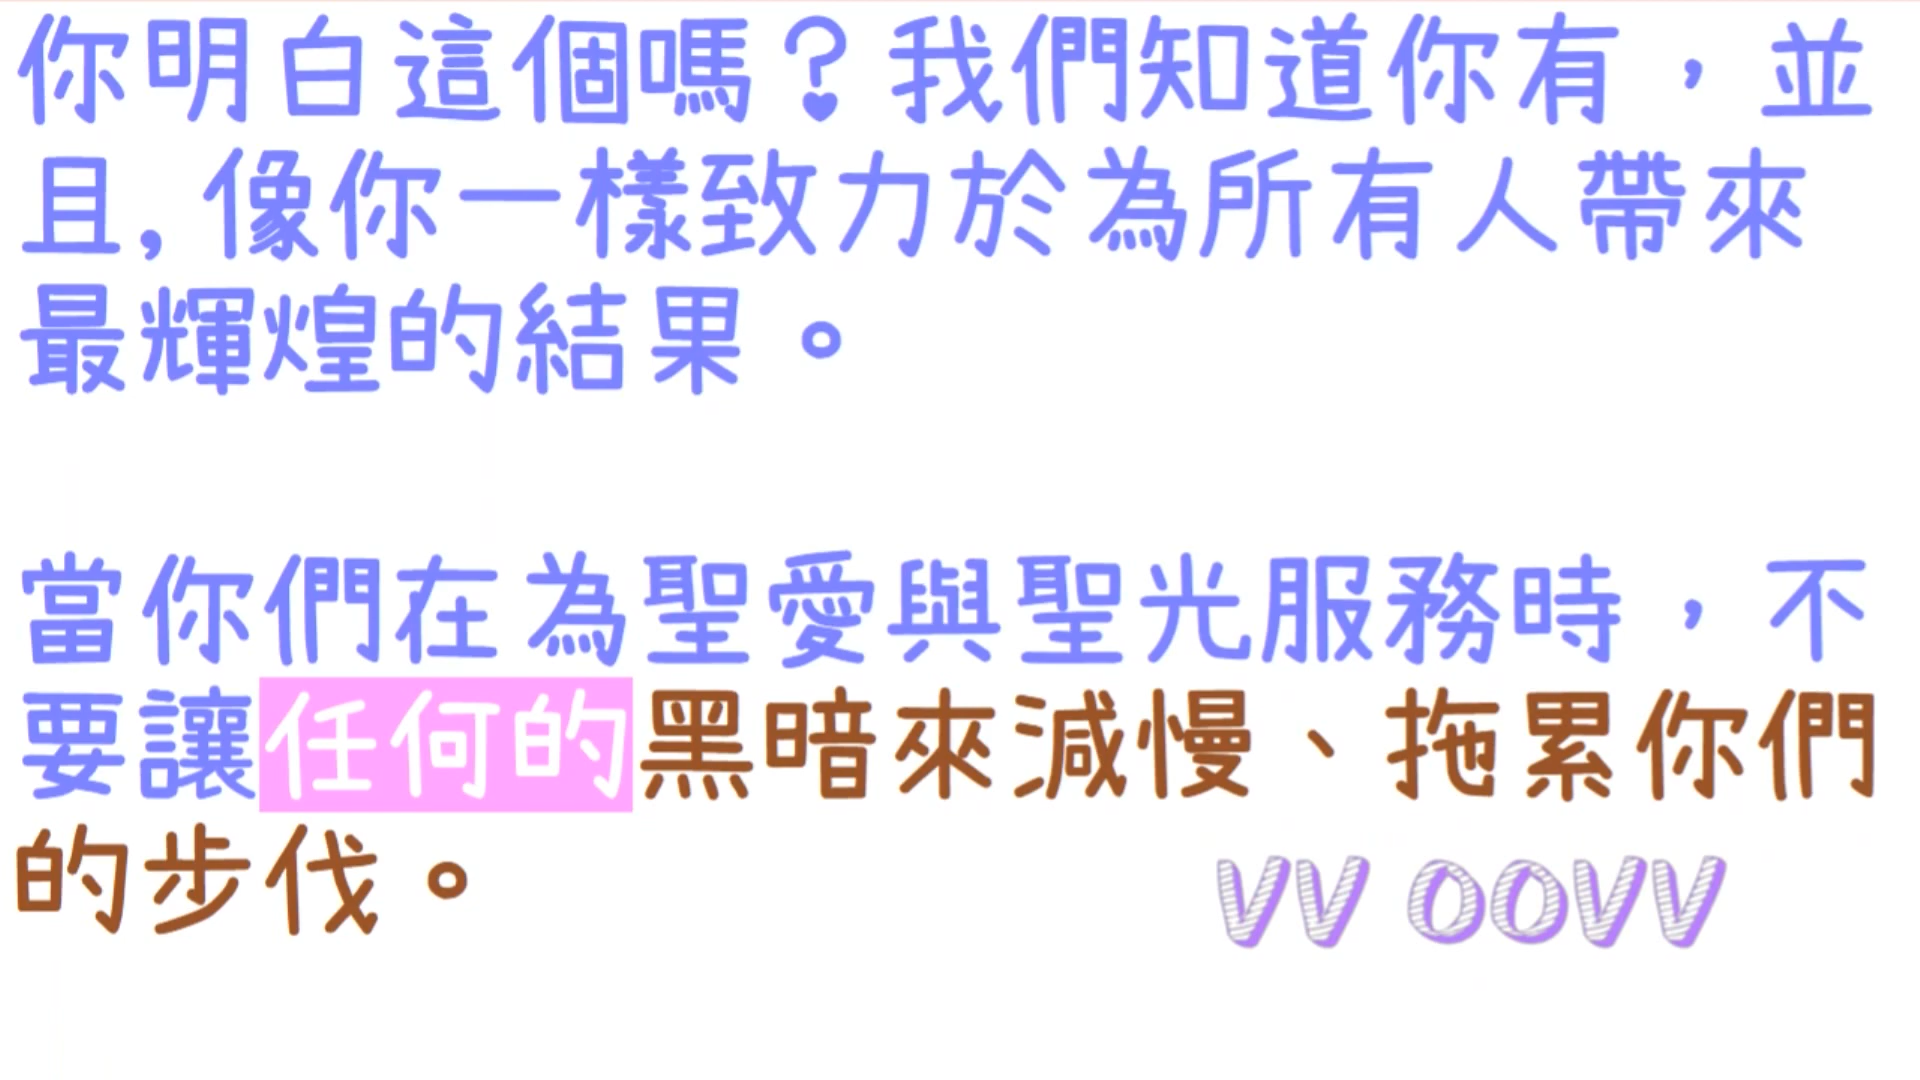 你明白這個嗎？我們知道你有，並
且,像你一樣致力於為所有人帶來
最輝煌的結果。
當你們在為聖愛與聖光服務時，不
要讓任何的黑暗來減慢、拖累你們
的步伐。
VV OOVV